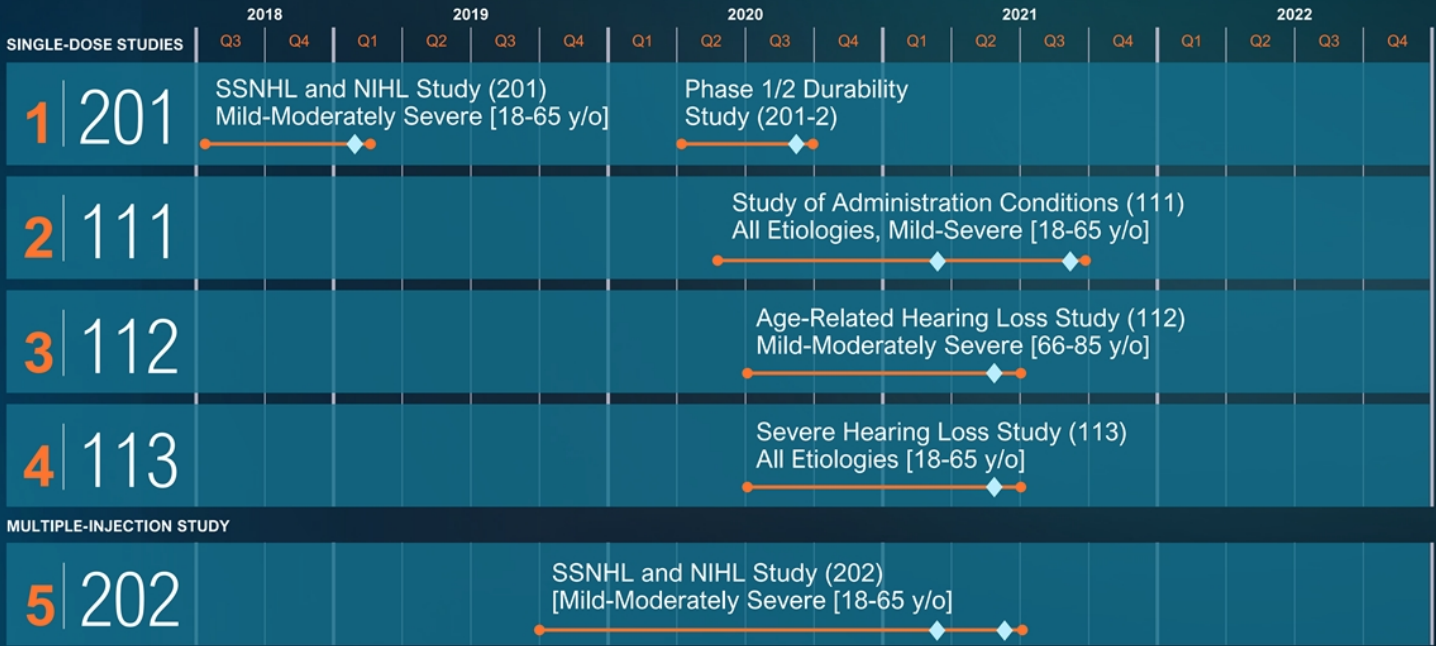 2018 2019 2020 2021 2022
SINGLE-DOSE STUDIES Q3 Q4 Q1 Q2 Q3 Q4 Q1 Q2 Q3 Q4 Q1 Q2 Q3 Q4 Q1 Q2 Q3 Q4
1 201
SSNHL and NIHL Study (201)
Mild-Moderately Severe [18-65 y/o]
Phase 1/2 Durability
Study (201-2)
2 111
Study of Administration Conditions (111)
All Etiologies, Mild-Severe [18-65 y/o]
3 112
Age-Related Hearing Loss Study (112)
Mild-Moderately Severe [66-85 y/o]
4 113
Severe Hearing Loss Study (113)
All Etiologies [18-65 y/o]
MULTIPLE-INJECTION STUDY
5 202
SSNHL and NIHL Study (202)
[Mild-Moderately Severe [18-65 y/o]